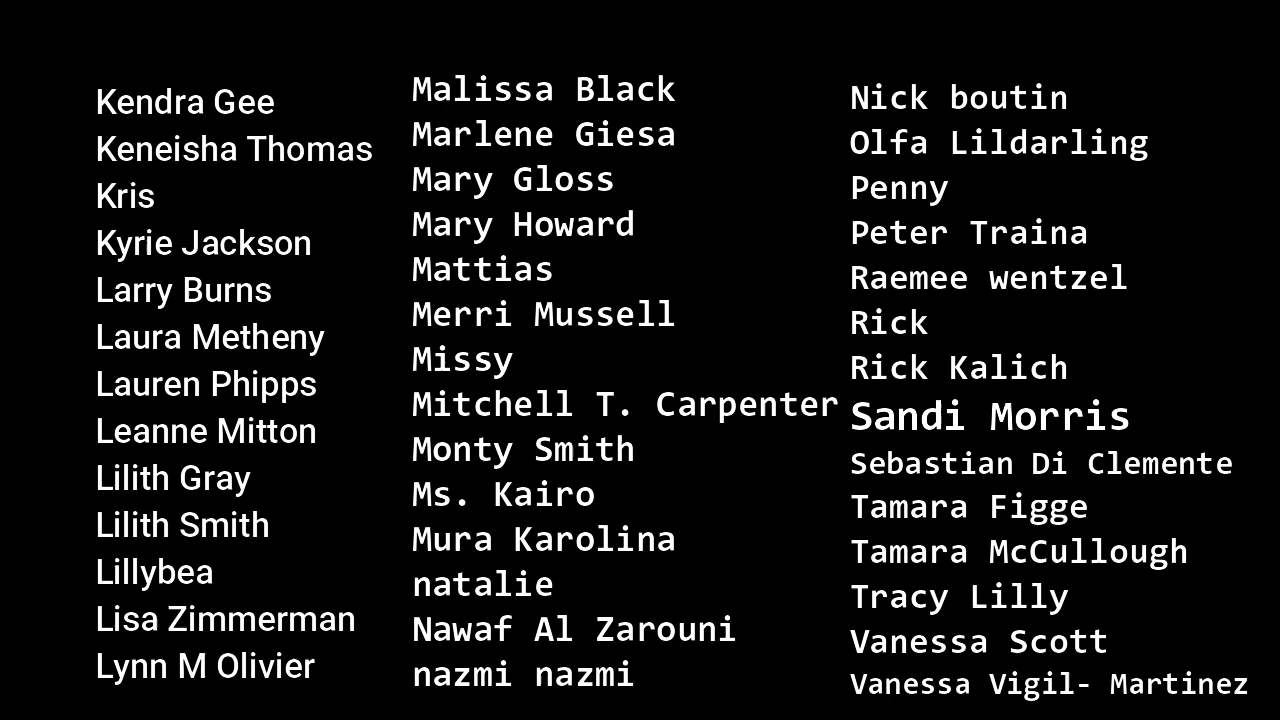 Kendra Gee
Keneisha Thomas
Kris
Kyrie Jackson
Larry Burns
Laura Metheny
Lauren Phipps
Leanne Mitton
Lilith Gray
Lilith Smith
Lillybea
Lisa Zimmerman
Lynn M Olivier
Malissa Black
Marlene Giesa
Mary Gloss
Mary Howard
Mattias
Merri Mussell
Missy
Mitchell T. Carpenter
Monty Smith
Ms. Kairo
Mura Karolina
natalie
Nawaf Al Zarouni
nazmi nazmi
Nick boutin
Olfa Lildarling
Penny
Peter Traina
Raemee wentzel
Rick
Rick Kalich
Sandi Morris
Sebastian Di Clemente
Tamara Figge
Tamara McCullough
Tracy Lilly
Vanessa Scott
Vanessa Vigil- Martinez